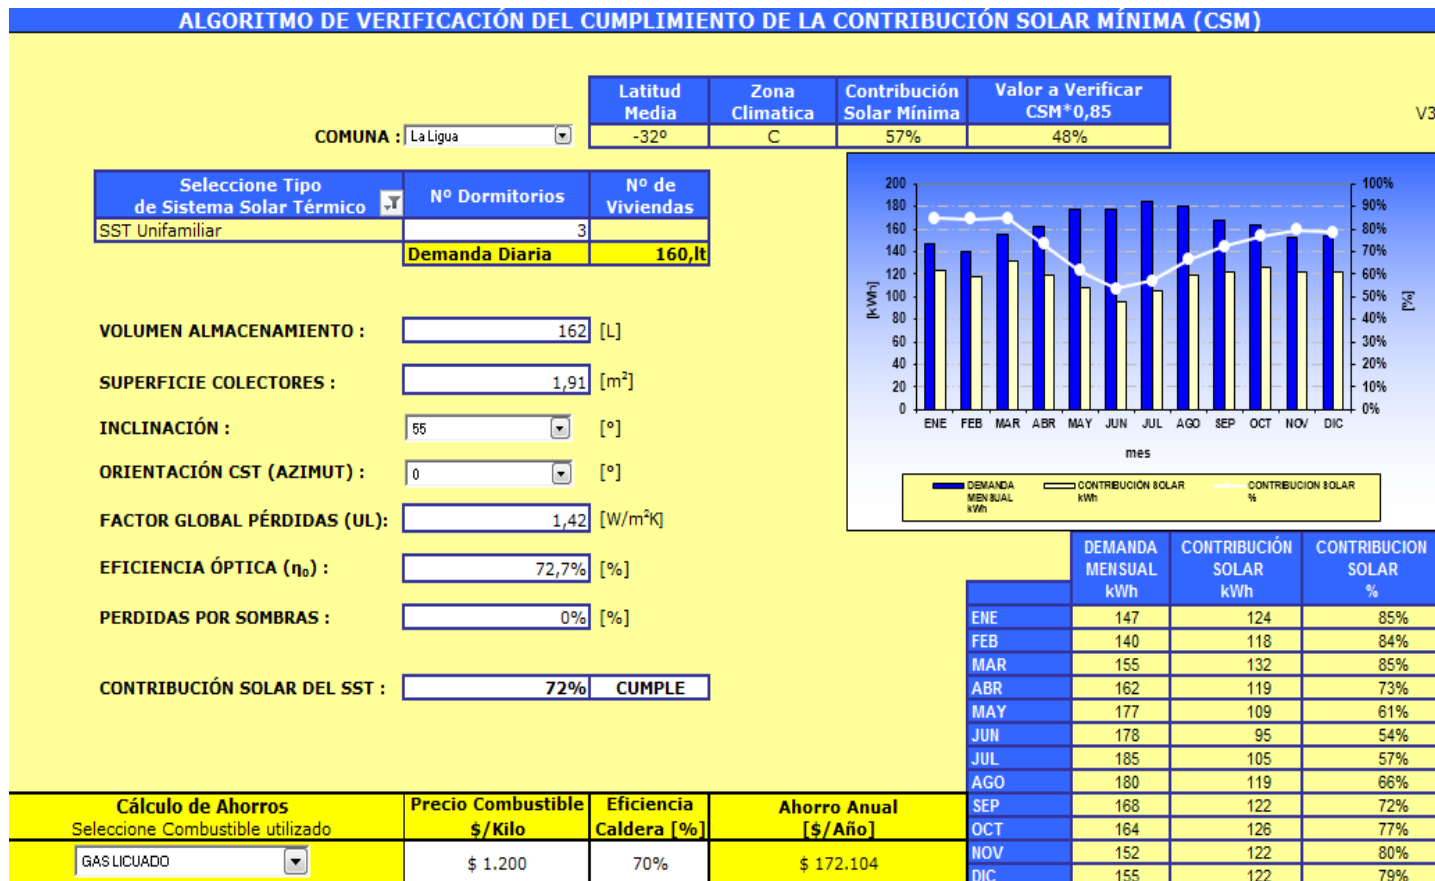 ALGORITMO DE VERIFICACIÓN DEL CUMPLIMIENTO DE LA CONTRIBUCIÓN SOLAR MÍNIMA (CSM)
Latitud Media Zona Climatica Contribución Solar Mínima Valor a Verificar CSM*0,85
V3
COMUNA : La Ligua -32º C 57% 48%
Seleccione Tipo de Sistema Solar Térmico Nº Dormitorios Nº de Viviendas
SST Unifamiliar 3
Demanda Diaria 160,lt
VOLUMEN ALMACENAMIENTO : 162 [L]
SUPERFICIE COLECTORES : 1,91 [m²]
INCLINACIÓN : 55 [º]
ORIENTACIÓN CST (AZIMUT) : 0 [º]
FACTOR GLOBAL PÉRDIDAS (UL): 1,42 [W/m²K]
EFICIENCIA ÓPTICA (η₀) : 72,7% [%]
PERDIDAS POR SOMBRAS : 0% [%]
CONTRIBUCIÓN SOLAR DEL SST : 72% CUMPLE
200 100%
180 90%
160 80%
140 70%
120 60%
100 50%
80 40%
60 30%
40 20%
20 10%
0 0%
[kWh]
[%]
ENE FEB MAR ABR MAY JUN JUL AGO SEP OCT NOV DIC
mes
DEMANDA MENSUAL kWh
CONTRIBUCIÓN SOLAR kWh
CONTRIBUCION SOLAR %
DEMANDA MENSUAL kWh CONTRIBUCIÓN SOLAR kWh CONTRIBUCION SOLAR %
ENE 147 124 85%
FEB 140 118 84%
MAR 155 132 85%
ABR 162 119 73%
MAY 177 109 61%
JUN 178 95 54%
JUL 185 105 57%
AGO 180 119 66%
SEP 168 122 72%
OCT 164 126 77%
NOV 152 122 80%
DIC 155 122 79%
Cálculo de Ahorros Precio Combustible Eficiencia Ahorro Anual
Seleccione Combustible utilizado $/Kilo Caldera [%] [$/Año]
GAS LICUADO $ 1.200 70% $ 172.104